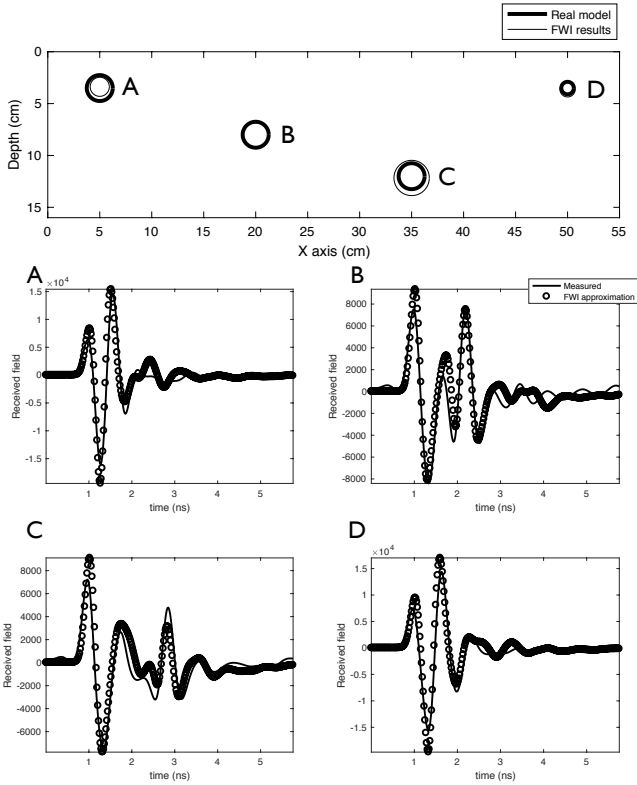 Real model
FWI results
0
5
10
15
Depth (cm)
A
B
C
D
0 5 10 15 20 25 30 35 40 45 50 55
X axis (cm)
A
×10⁴
1.5
1
0.5
0
-0.5
-1
-1.5
Received field
1 2 3 4 5
time (ns)
B
Measured
FWI approximation
8000
6000
4000
2000
0
-2000
-4000
-6000
-8000
Received field
1 2 3 4 5
time (ns)
C
8000
6000
4000
2000
0
-2000
-4000
-6000
Received field
1 2 3 4 5
time (ns)
D
×10⁴
1.5
1
0.5
0
-0.5
-1
-1.5
Received field
1 2 3 4 5
time (ns)